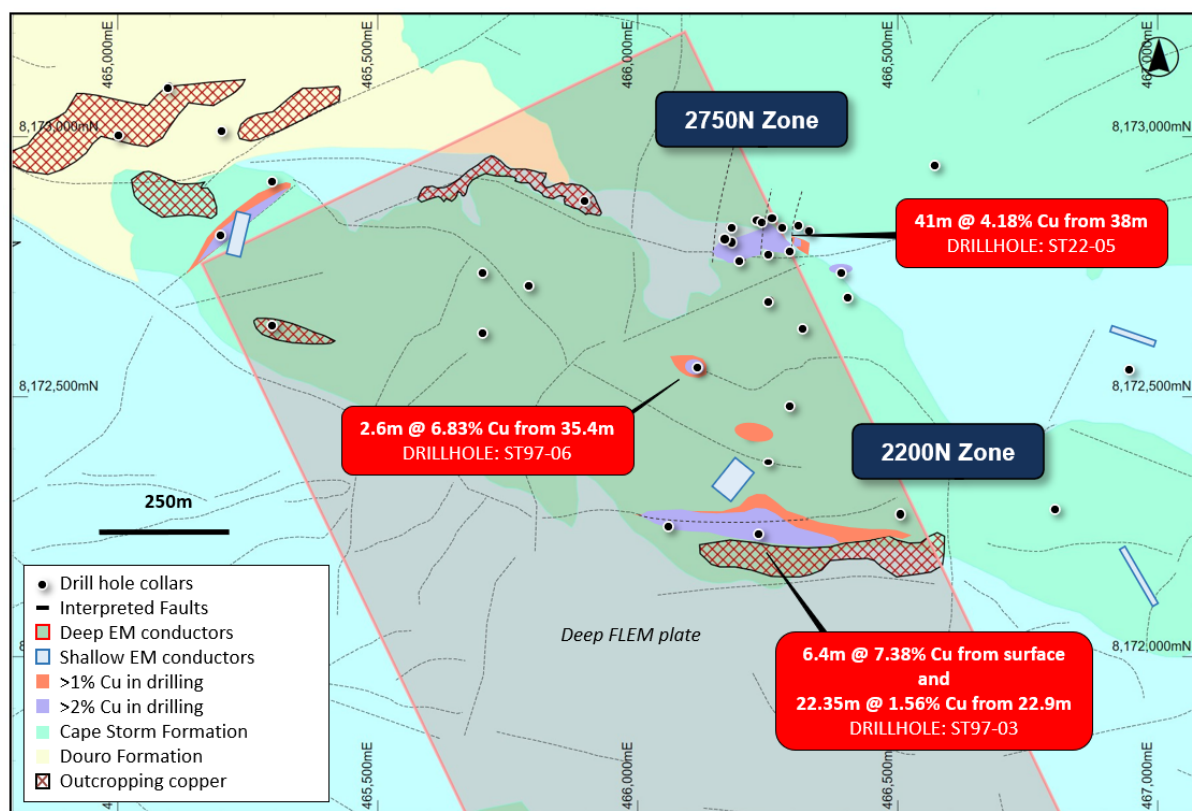 465,000mE
465,500mE
466,000mE
466,500mE
467,000mE
8,173,000mN
8,173,000mN
2750N Zone
41m @ 4.18% Cu from 38m
DRILLHOLE: ST22-05
8,172,500mN
8,172,500mN
2.6m @ 6.83% Cu from 35.4m
DRILLHOLE: ST97-06
2200N Zone
250m
Drill hole collars
Interpreted Faults
Deep EM conductors
Shallow EM conductors
>1% Cu in drilling
>2% Cu in drilling
Cape Storm Formation
Douro Formation
Outcropping copper
Deep FLEM plate
8,172,000mN
6.4m @ 7.38% Cu from surface
and
22.35m @ 1.56% Cu from 22.9m
DRILLHOLE: ST97-03
465,500mE
466,000mE
466,500mE
467,000mE